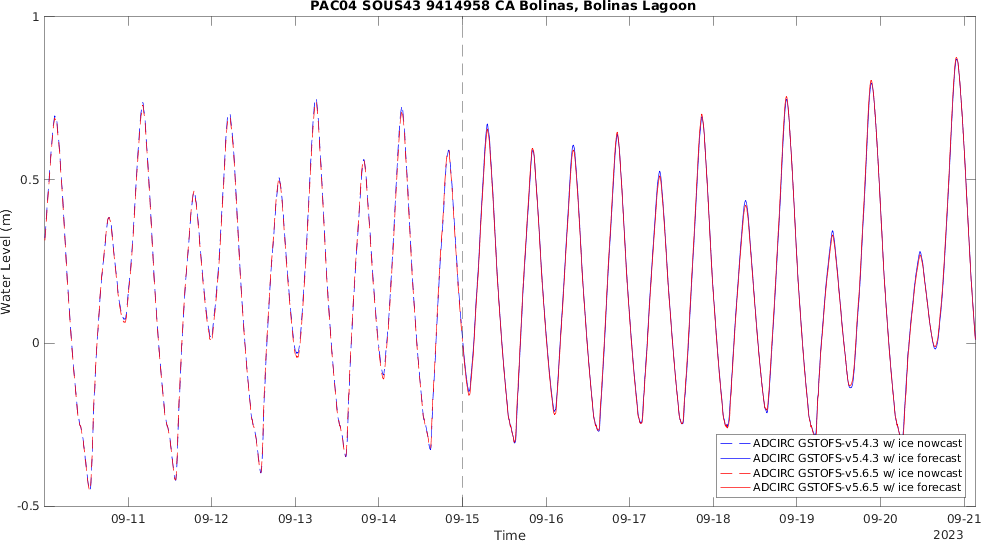 PAC04 SOUS43 9414958 CA Bolinas, Bolinas Lagoon
1
0.5
0
-0.5
Water Level (m)
09-11 09-12 09-13 09-14 09-15 09-16 09-17 09-18 09-19 09-20 09-21
2023
Time
ADCIRC GSTOFS-v5.4.3 w/ ice nowcast
ADCIRC GSTOFS-v5.4.3 w/ ice forecast
ADCIRC GSTOFS-v5.6.5 w/ ice nowcast
ADCIRC GSTOFS-v5.6.5 w/ ice forecast